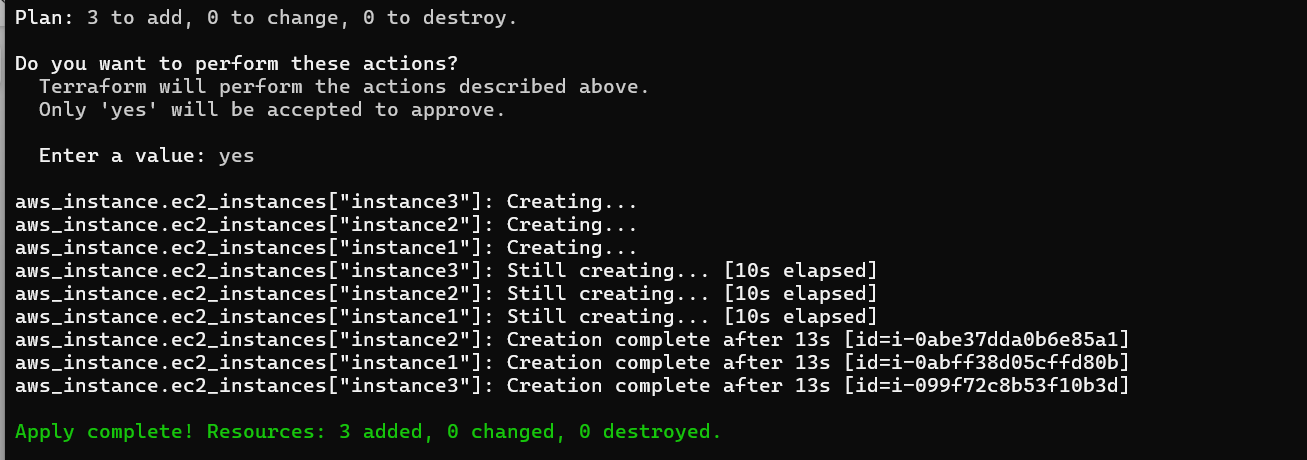 Plan: 3 to add, 0 to change, 0 to destroy.
Do you want to perform these actions?
Terraform will perform the actions described above.
Only 'yes' will be accepted to approve.
Enter a value: yes
aws_instance.ec2_instances["instance3"]: Creating...
aws_instance.ec2_instances["instance2"]: Creating...
aws_instance.ec2_instances["instance1"]: Creating...
aws_instance.ec2_instances["instance3"]: Still creating... [10s elapsed]
aws_instance.ec2_instances["instance2"]: Still creating... [10s elapsed]
aws_instance.ec2_instances["instance1"]: Still creating... [10s elapsed]
aws_instance.ec2_instances["instance2"]: Creation complete after 13s [id=i-0abe37dda0b6e85a1]
aws_instance.ec2_instances["instance1"]: Creation complete after 13s [id=i-0abff38d05cffd80b]
aws_instance.ec2_instances["instance3"]: Creation complete after 13s [id=i-099f72c8b53f10b3d]
Apply complete! Resources: 3 added, 0 changed, 0 destroyed.